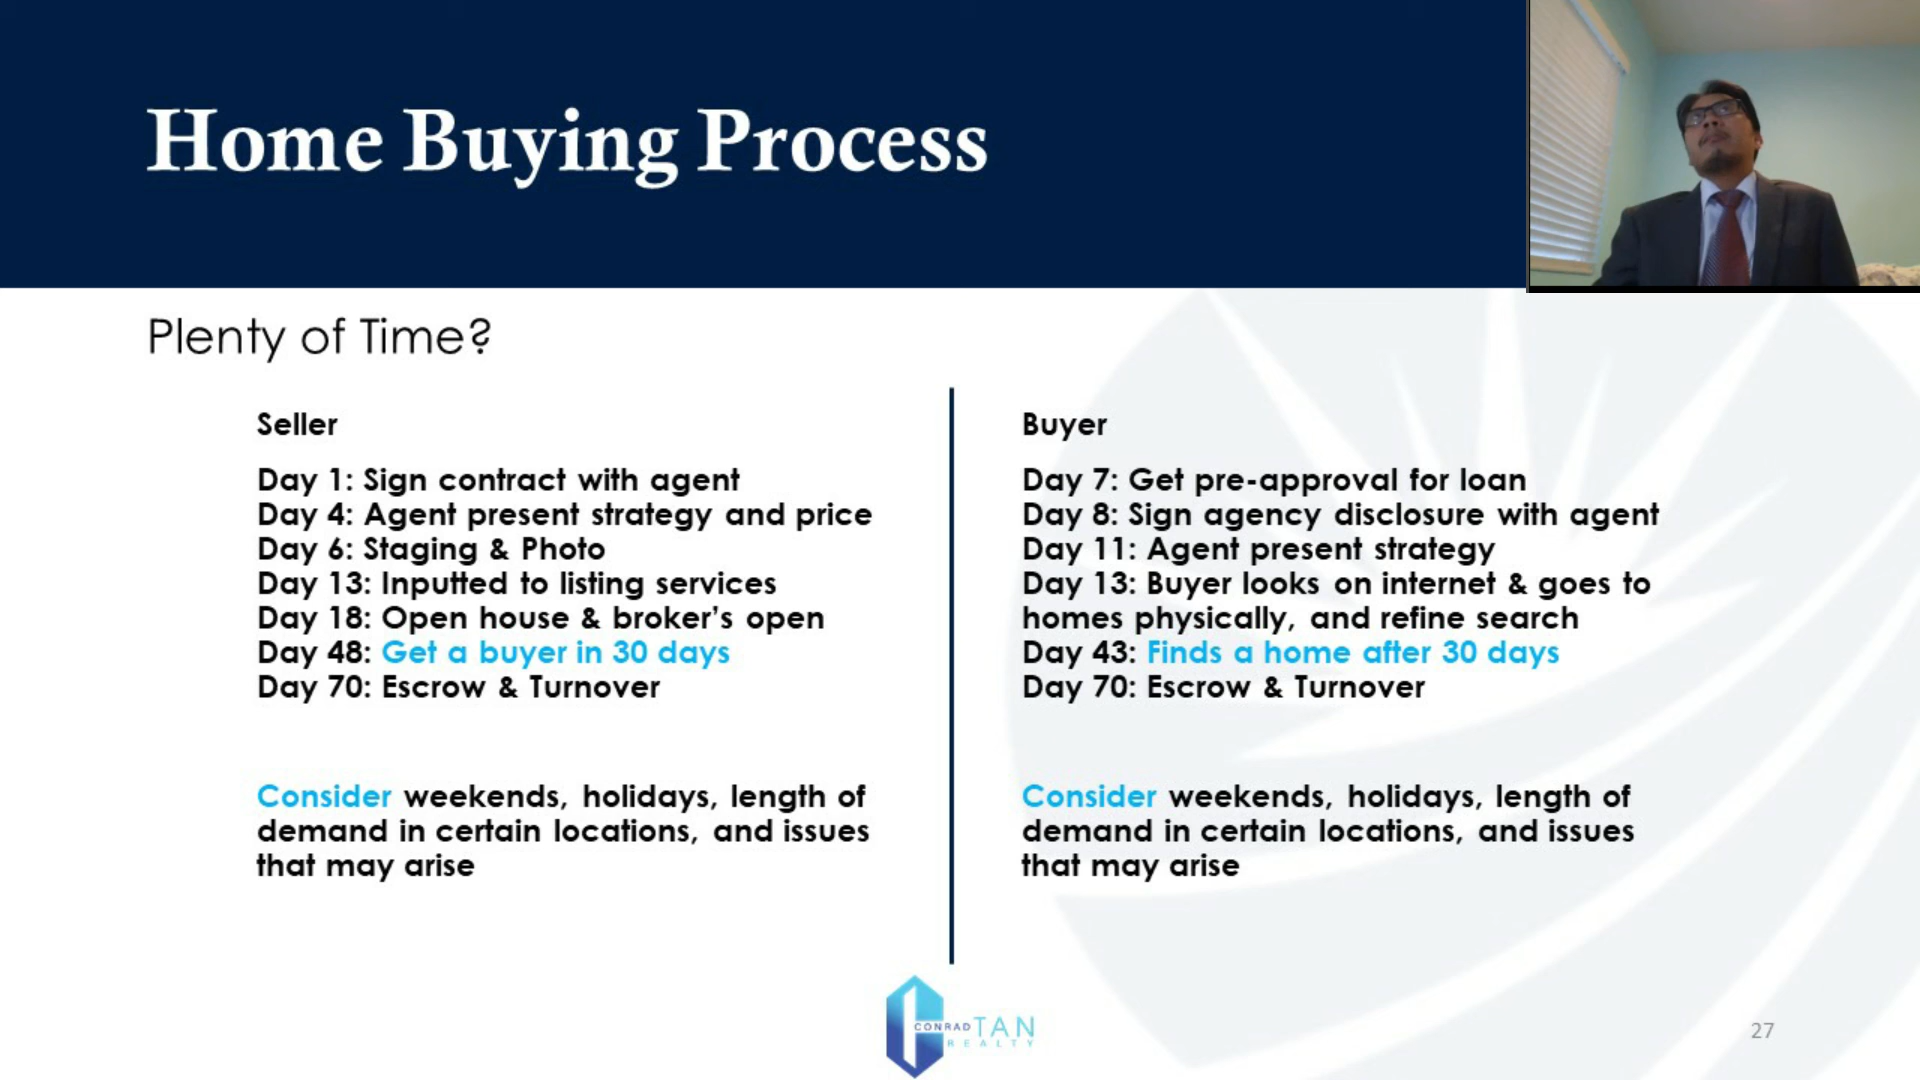 Home Buying Process
Plenty of Time?
Seller
Day 1: Sign contract with agent
Day 4: Agent present strategy and price
Day 6: Staging & Photo
Day 13: Inputted to listing services
Day 18: Open house & broker's open
Day 48: Get a buyer in 30 days
Day 70: Escrow & Turnover
Consider weekends, holidays, length of
demand in certain locations, and issues
that may arise
Buyer
Day 7: Get pre-approval for loan
Day 8: Sign agency disclosure with agent
Day 11: Agent present strategy
Day 13: Buyer looks on internet & goes to
homes physically, and refine search
Day 43: Finds a home after 30 days
Day 70: Escrow & Turnover
Consider weekends, holidays, length of
demand in certain locations, and issues
that may arise
CONRAD TAN
REALTY
27